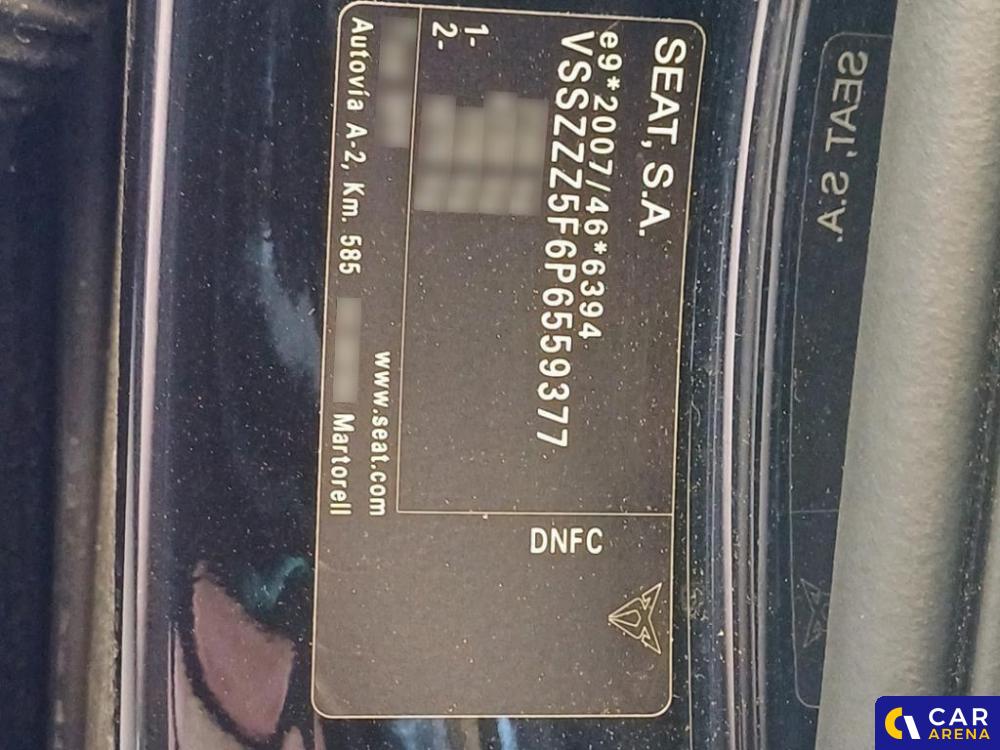 SEAT, S.A.
e9*2007/46*6394
VSSZZZ5F6P6559377
1-
2-
DNFC
www.seat.com
Autovía A-2, Km. 585 Martorell
SEAT, S.A.
CAR
ARENA